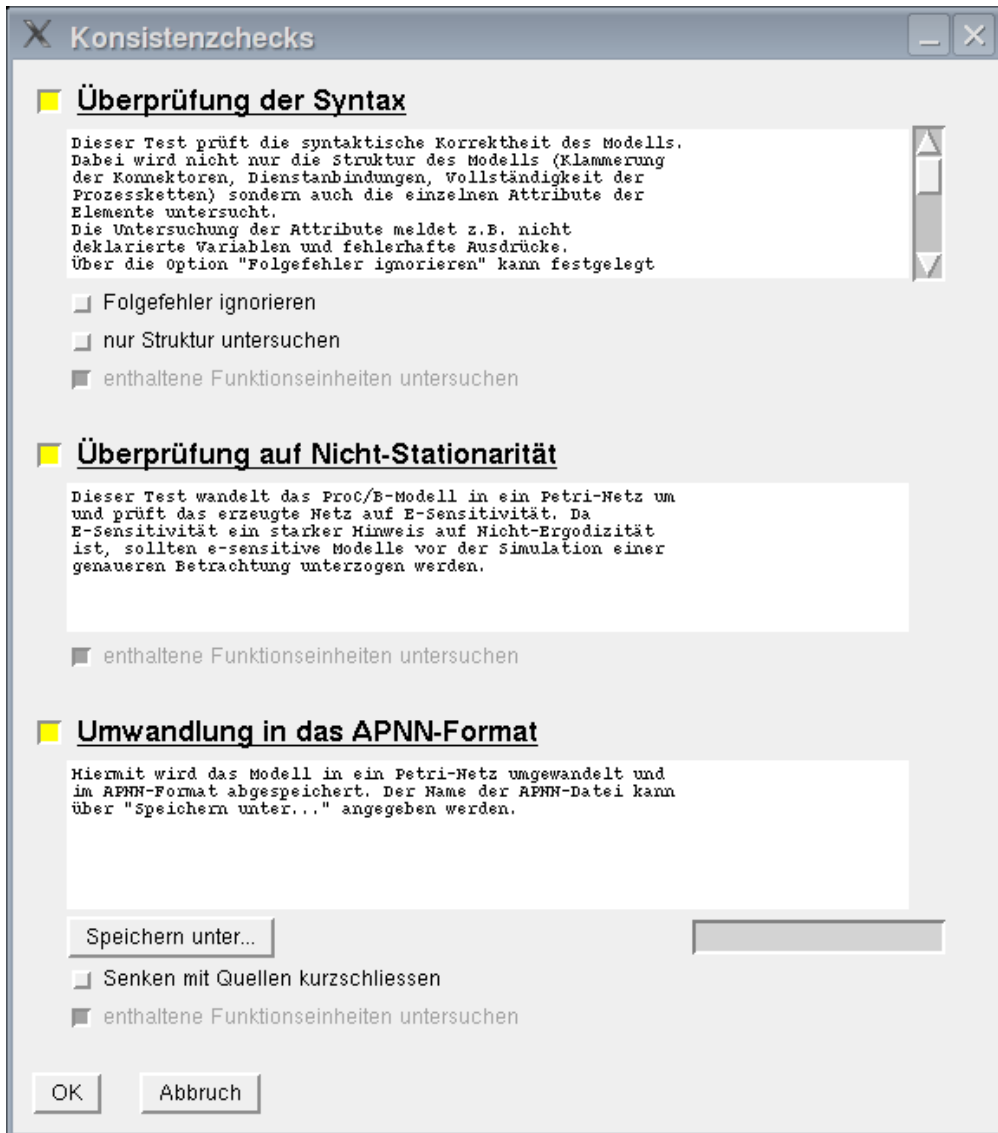 Konsistenzchecks
Überprüfung der Syntax
Dieser Test prüft die syntaktische Korrektheit des Modells.
Dabei wird nicht nur die Struktur des Modells (Klammerung
der Konnektoren, Dienstanbindungen, Vollständigkeit der
Prozessketten) sondern auch die einzelnen Attribute der
Elemente untersucht.
Die Untersuchung der Attribute meldet z.B. nicht
deklarierte Variablen und fehlerhafte Ausdrücke.
Über die Option "Folgefehler ignorieren" kann festgelegt
Folgefehler ignorieren
nur Struktur untersuchen
enthaltene Funktionseinheiten untersuchen
Überprüfung auf Nicht-Stationarität
Dieser Test wandelt das ProC/B-Modell in ein Petri-Netz um
und prüft das erzeugte Netz auf E-Sensitivität. Da
E-Sensitivität ein starker Hinweis auf Nicht-Ergodizität
ist, sollten e-sensitive Modelle vor der Simulation einer
genaueren Betrachtung unterzogen werden.
enthaltene Funktionseinheiten untersuchen
Umwandlung in das APNN-Format
Hiermit wird das Modell in ein Petri-Netz umgewandelt und
im APNN-Format abgespeichert. Der Name der APNN-Datei kann
über "Speichern unter..." angegeben werden.
Speichern unter...
Senken mit Quellen kurzschliessen
enthaltene Funktionseinheiten untersuchen
OK Abbruch